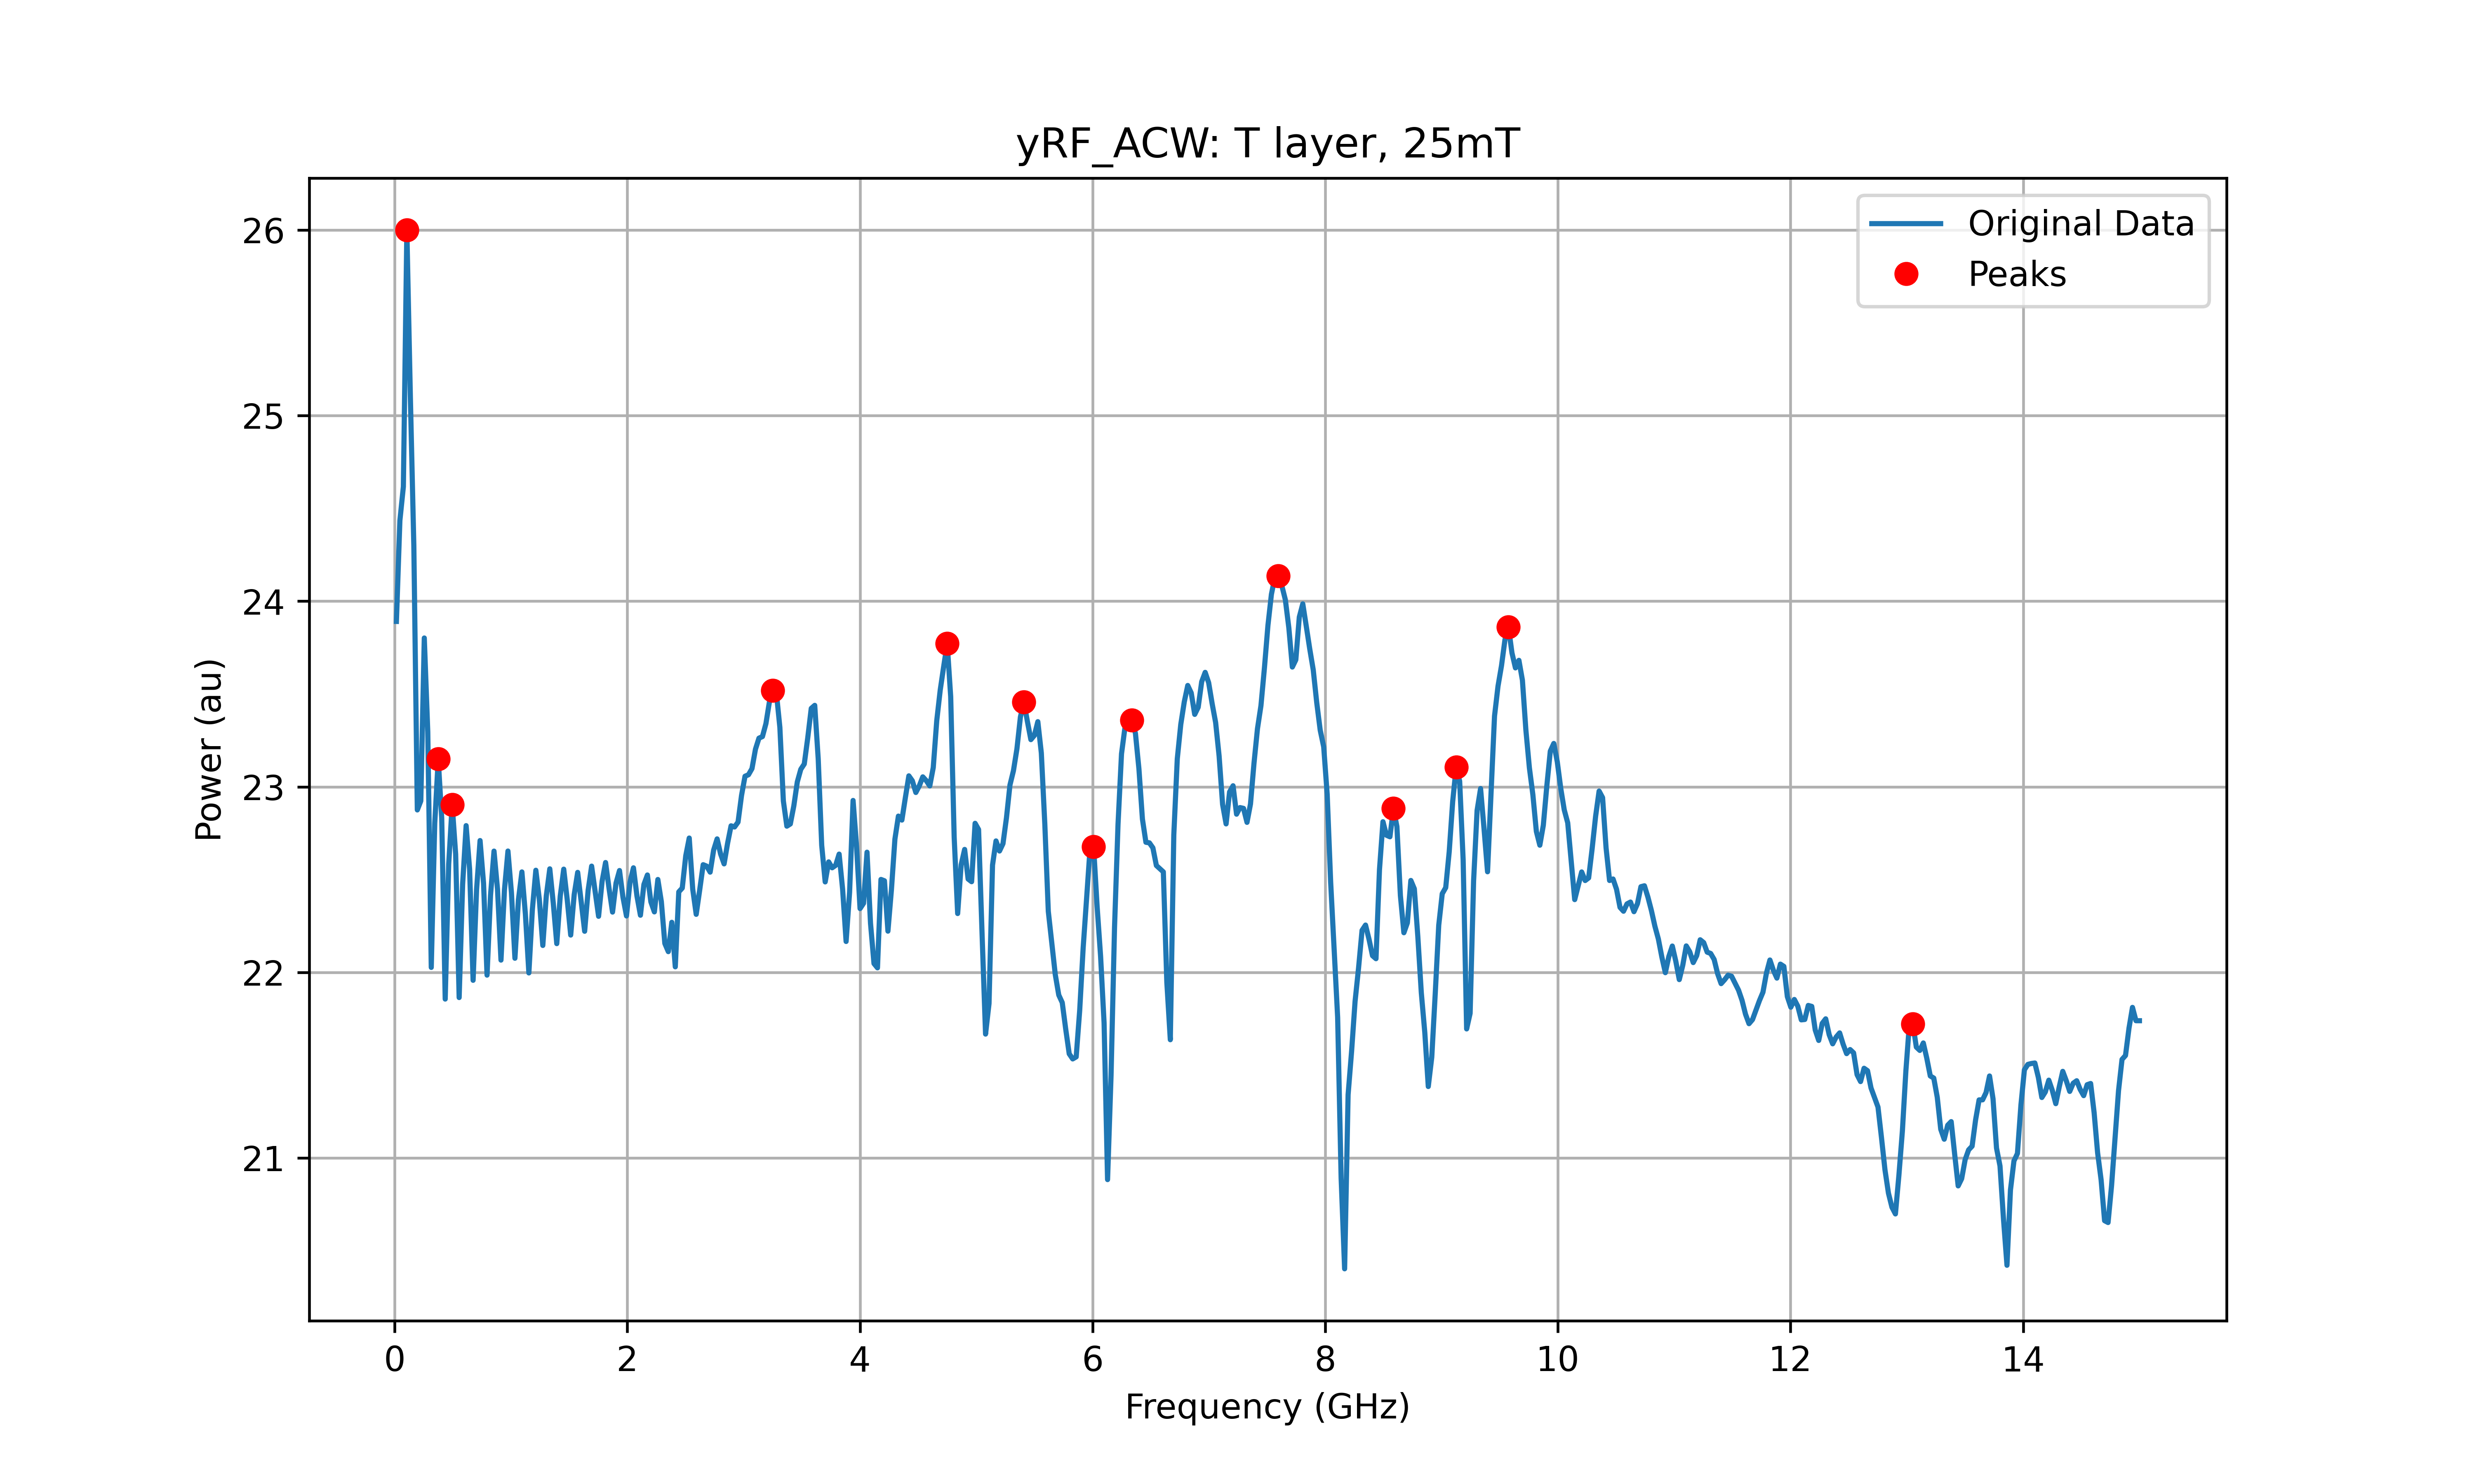 yRF_ACW: T layer, 25mT
Original Data
Peaks
Power (au)
26
25
24
23
22
21
0 2 4 6 8 10 12 14
Frequency (GHz)